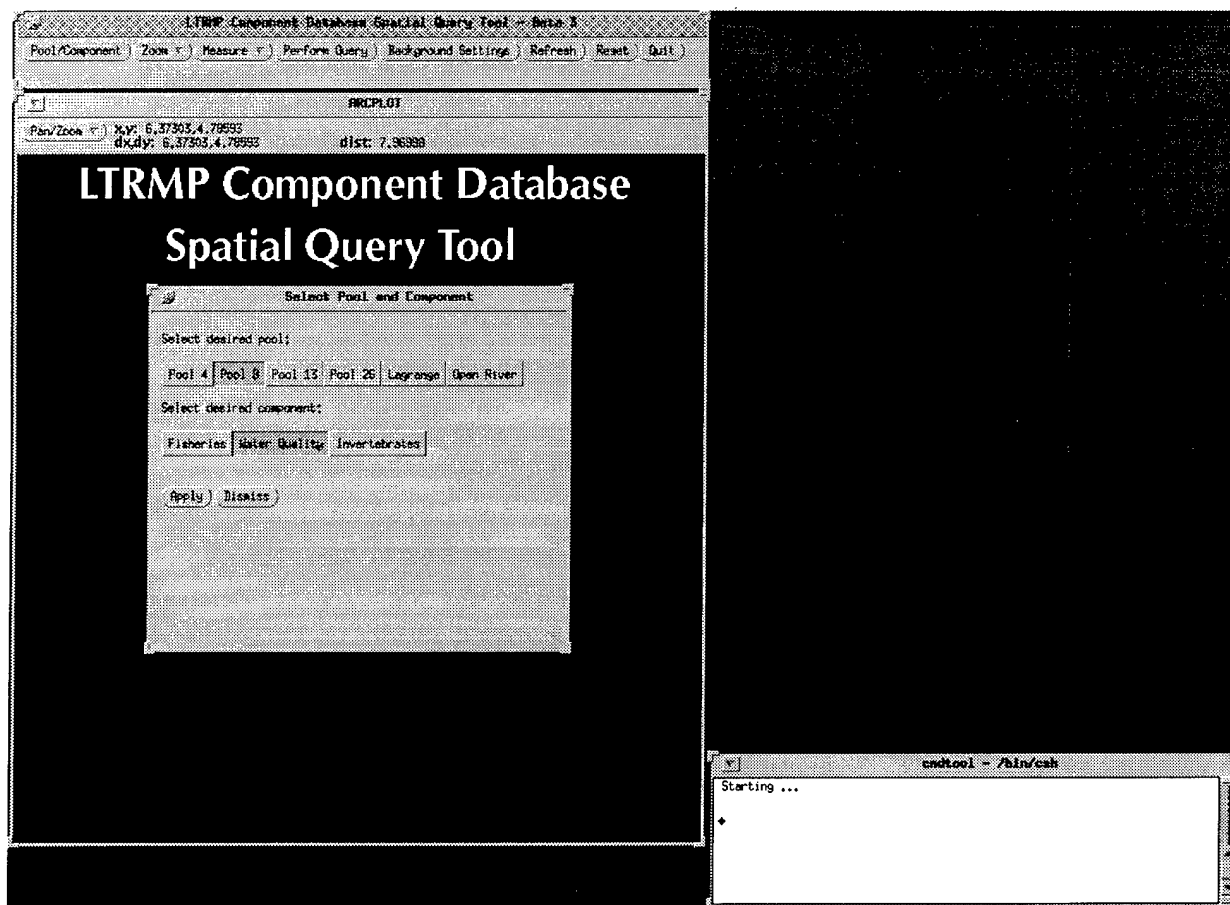 LTRMP Component Database Spatial Query Tool - Beta 3
Pool/Component Zoom Measure Perform Query Background Settings Refresh Reset Quit
ARCPLOT
Pan/Zoom x,y: 6.37303,4.78593
dx,dy: 6.37303,4.78593 dist: 7.96998
LTRMP Component Database
Spatial Query Tool
Select Pool and Component
Select desired pool:
Pool 4 Pool 8 Pool 13 Pool 26 Lagrange Open River
Select desired component:
Fisheries Water Quality Invertebrates
Apply Dismiss
cmdtool - /bin/csh
Starting ...